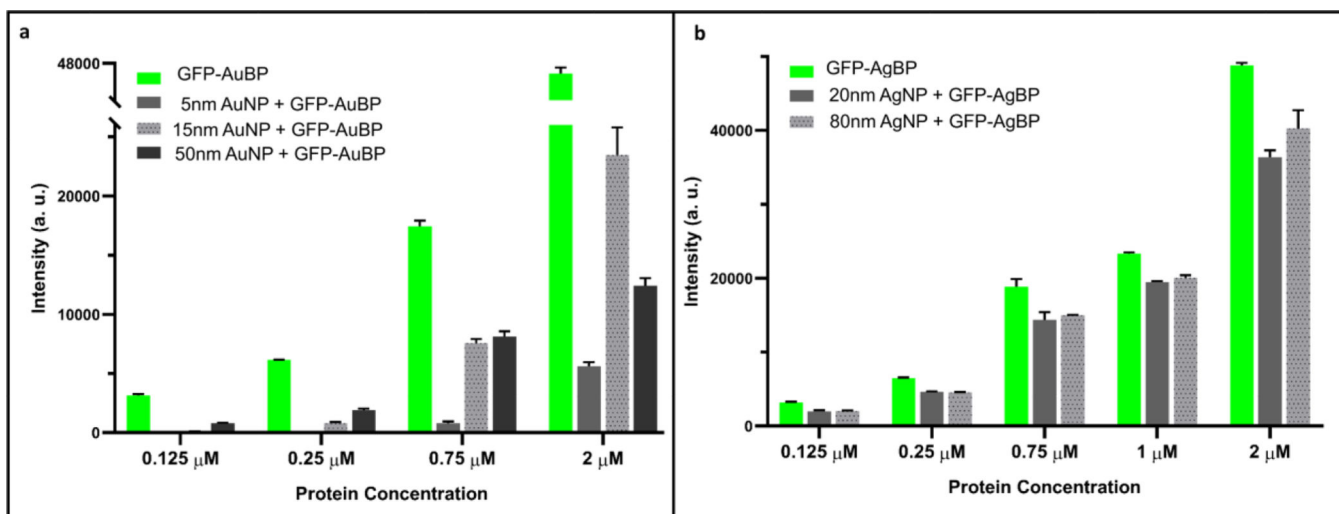 a
GFP-AuBP
5nm AuNP + GFP-AuBP
15nm AuNP + GFP-AuBP
50nm AuNP + GFP-AuBP
48000
20000
10000
0
Intensity (a. u.)
0.125 μM
0.25 μM
0.75 μM
2 μM
Protein Concentration
b
GFP-AgBP
20nm AgNP + GFP-AgBP
80nm AgNP + GFP-AgBP
40000
20000
0
Intensity (a. u.)
0.125 μM
0.25 μM
0.75 μM
1 μM
2 μM
Protein Concentration